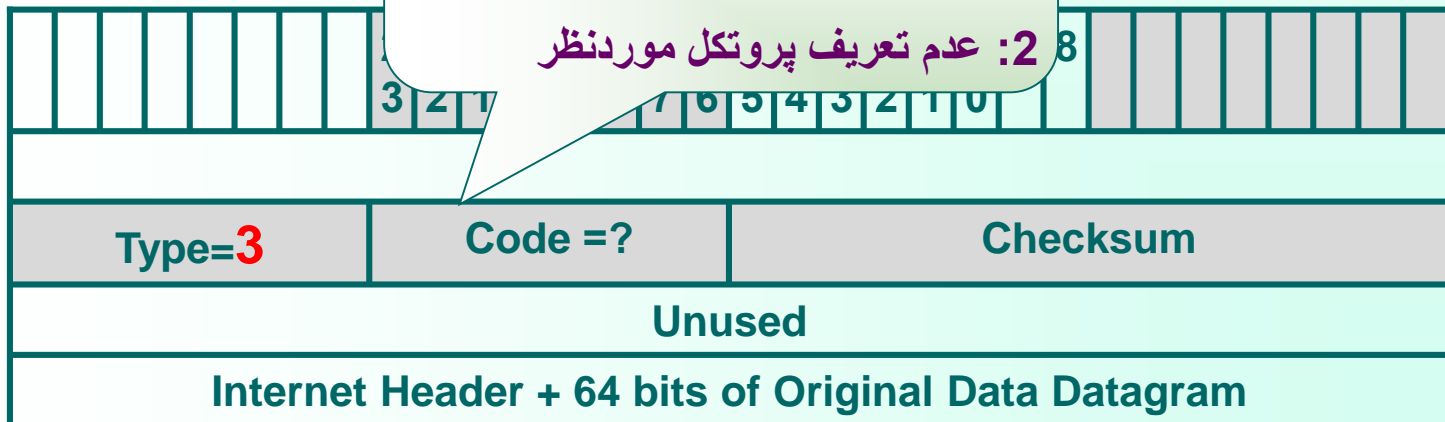 2: عدم تعریف پروتکل موردنظر
8
3 2 1 7 6 5 4 3 2 1 0
Type=3 Code =? Checksum
Unused
Internet Header + 64 bits of Original Data Datagram